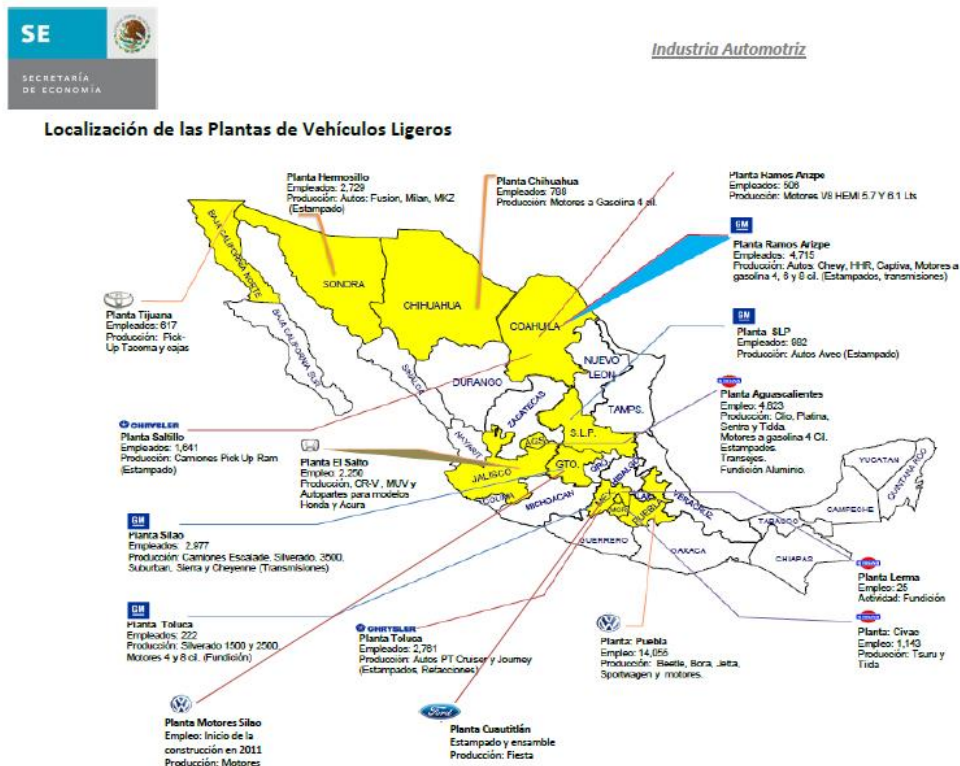 SE
SECRETARÍA
DE ECONOMÍA
Industria Automotriz
Localización de las Plantas de Vehículos Ligeros
Planta Hermosillo
Empleados: 2,729
Producción: Autos: Fusion, Milan, MKZ
(Estampado)
Planta Chihuahua
Empleados: 788
Producción: Motores a Gasolina 4 cil.
Planta Ramos Arizpe
Empleados: 506
Producción: Motores V8 HEMI 5.7 Y 6.1 Lts
GM
Planta Ramos Arizpe
Empleados: 4,715
Producción: Autos: Chevy, HHR, Captiva, Motores a
gasolina 4, 6 y 8 cil. (Estampados, transmisiones)
GM
Planta SLP
Empleados: 882
Producción: Autos Aveo (Estampado)
Planta Tijuana
Empleados: 617
Producción: Pick-
Up Tacoma y cajas
BAJA CALIFORNIA NORTE
SONORA
CHIHUAHUA
COAHUILA
BAJA CALIFORNIA SUR
SINALOA
DURANGO
NUEVO
LEON
ZACATECAS
TAMPS.
NAYARIT
AGS
S.L.P.
JALISCO
GTO.
QRO
HIDALGO
COLIMA
MICHOACAN
MEX
MOR
TLAX
PUEBLA
VERACRUZ
GUERRERO
OAXACA
TABASCO
CHIAPAS
CAMPECHE
YUCATAN
QUINTANA ROO
NISSAN
Planta Aguascalientes
Empleo: 4,823
Producción: Clio, Platina,
Sentra y Tiida.
Motores a gasolina 4 Cil.
Estampados.
Transejes.
Fundición Aluminio.
CHRYSLER
Planta Saltillo
Empleados: 1,641
Producción: Camiones Pick Up Ram
(Estampado)
Planta El Salto
Empleo: 2,250
Producción, CR-V , MUV y
Autopartes para modelos
Honda y Acura
GM
Planta Silao
Empleados: 2,977
Producción: Camiones Escalade, Silverado, 3500,
Suburban, Sierra y Cheyenne (Transmisiones)
GM
Planta Toluca
Empleados: 222
Producción: Silverado 1500 y 2500,
Motores 4 y 8 cil. (Fundición)
CHRYSLER
Planta Toluca
Empleados: 2,761
Producción: Autos PT Cruiser y Journey
(Estampados, Refacciones)
Planta: Puebla
Empleo: 14,055
Producción: Beetle, Bora, Jetta,
Sportwagen y motores.
NISSAN
Planta Lerma
Empleo: 25
Actividad: Fundición
NISSAN
Planta: Civac
Empleo: 1,143
Producción: Tsuru y
Tiida
Planta Motores Silao
Empleo: Inicio de la
construcción en 2011
Producción: Motores
Ford
Planta Cuautitlán
Estampado y ensamble
Producción: Fiesta